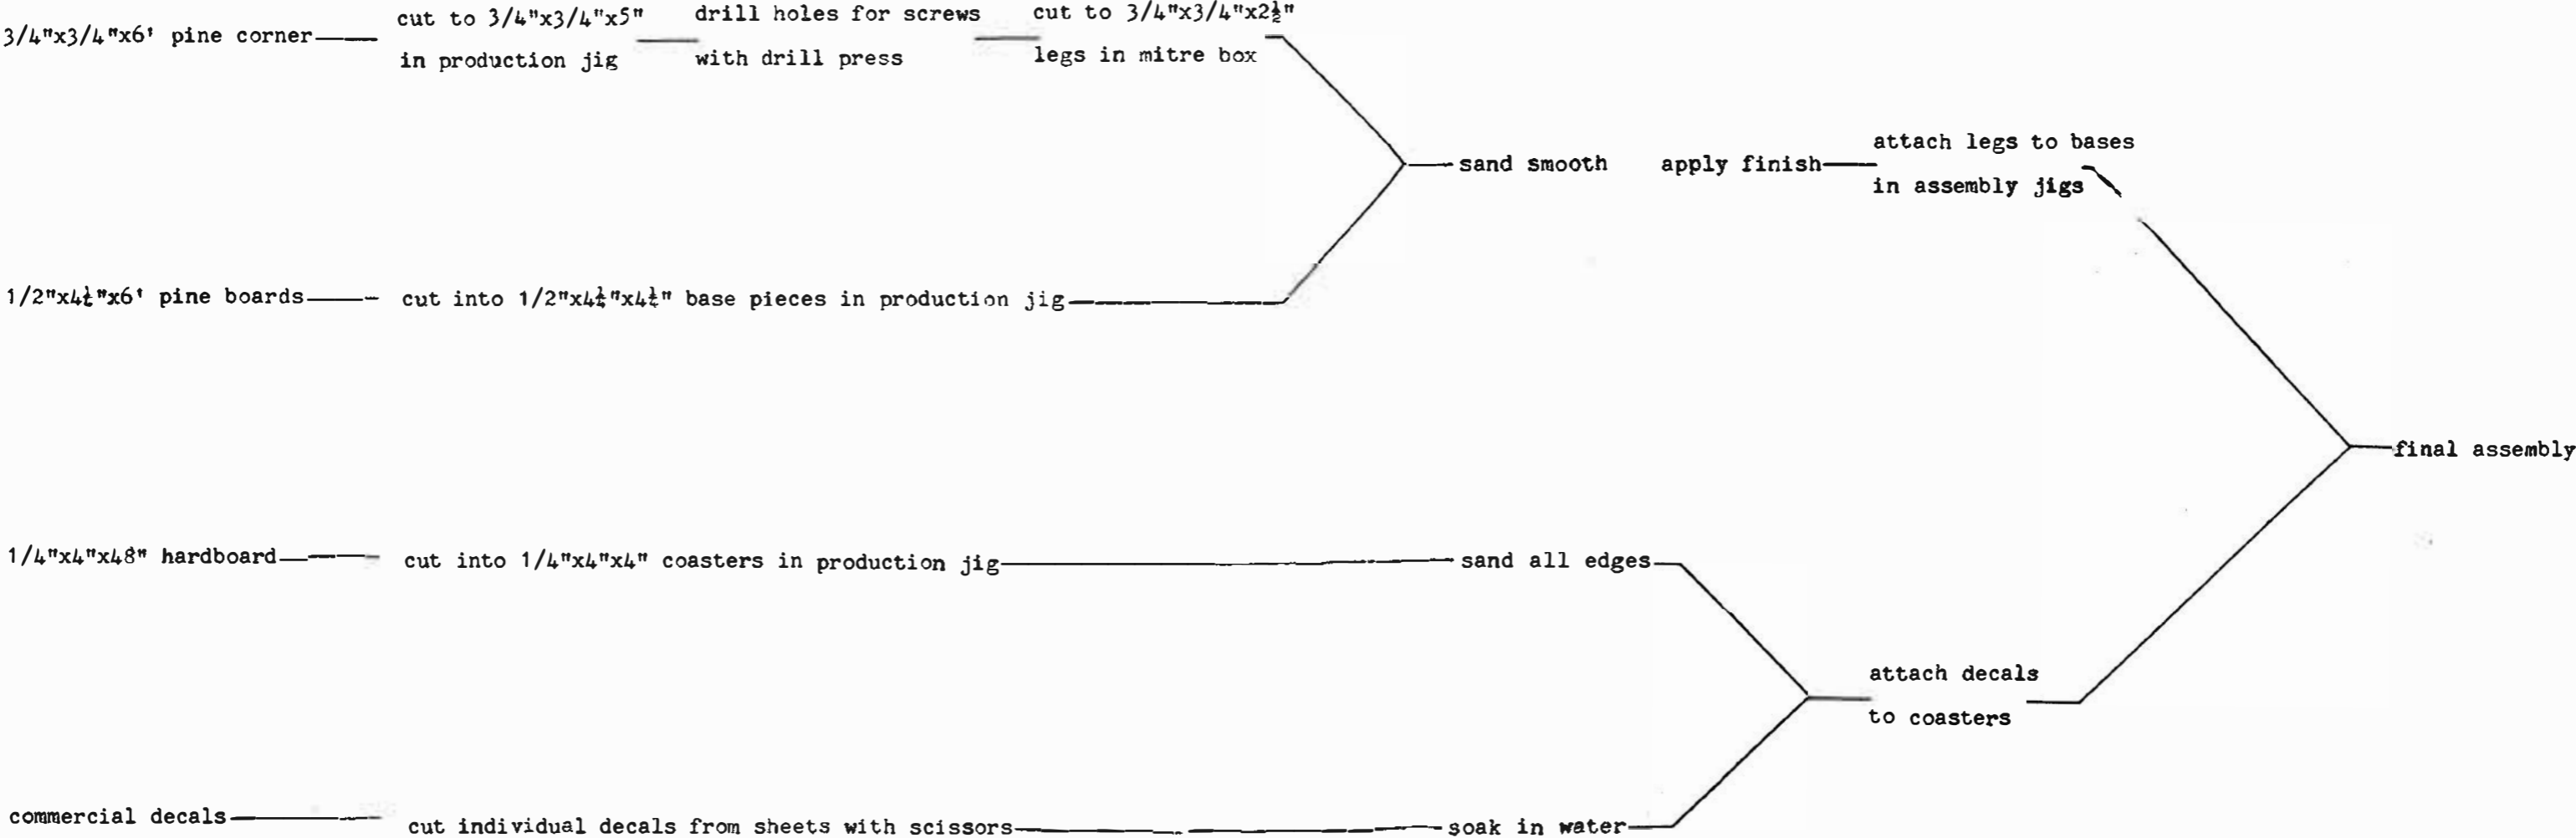 3/4"x3/4"x6' pine corner
cut to 3/4"x3/4"x5"
in production jig
drill holes for screws
with drill press
cut to 3/4"x3/4"x2½"
legs in mitre box
1/2"x4¼"x6' pine boards
cut into 1/2"x4¼"x4¼" base pieces in production jig
sand smooth
apply finish
attach legs to bases
in assembly jigs
1/4"x4"x48" hardboard
cut into 1/4"x4"x4" coasters in production jig
sand all edges
commercial decals
cut individual decals from sheets with scissors
soak in water
attach decals
to coasters
final assembly